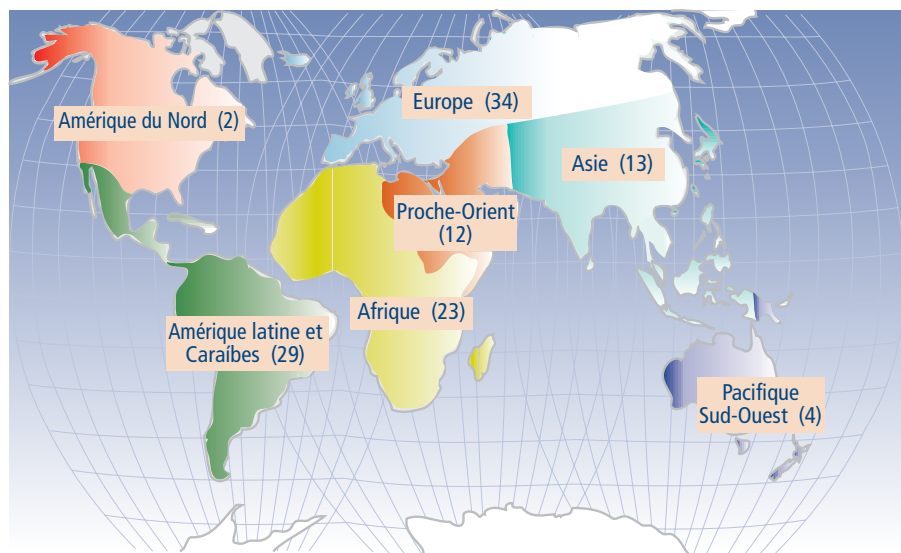 Europe (34)
Amérique du Nord (2)
Asie (13)
Proche-Orient
(12)
Afrique (23)
Amérique latine et
Caraíbes (29)
Pacifique
Sud-Ouest (4)